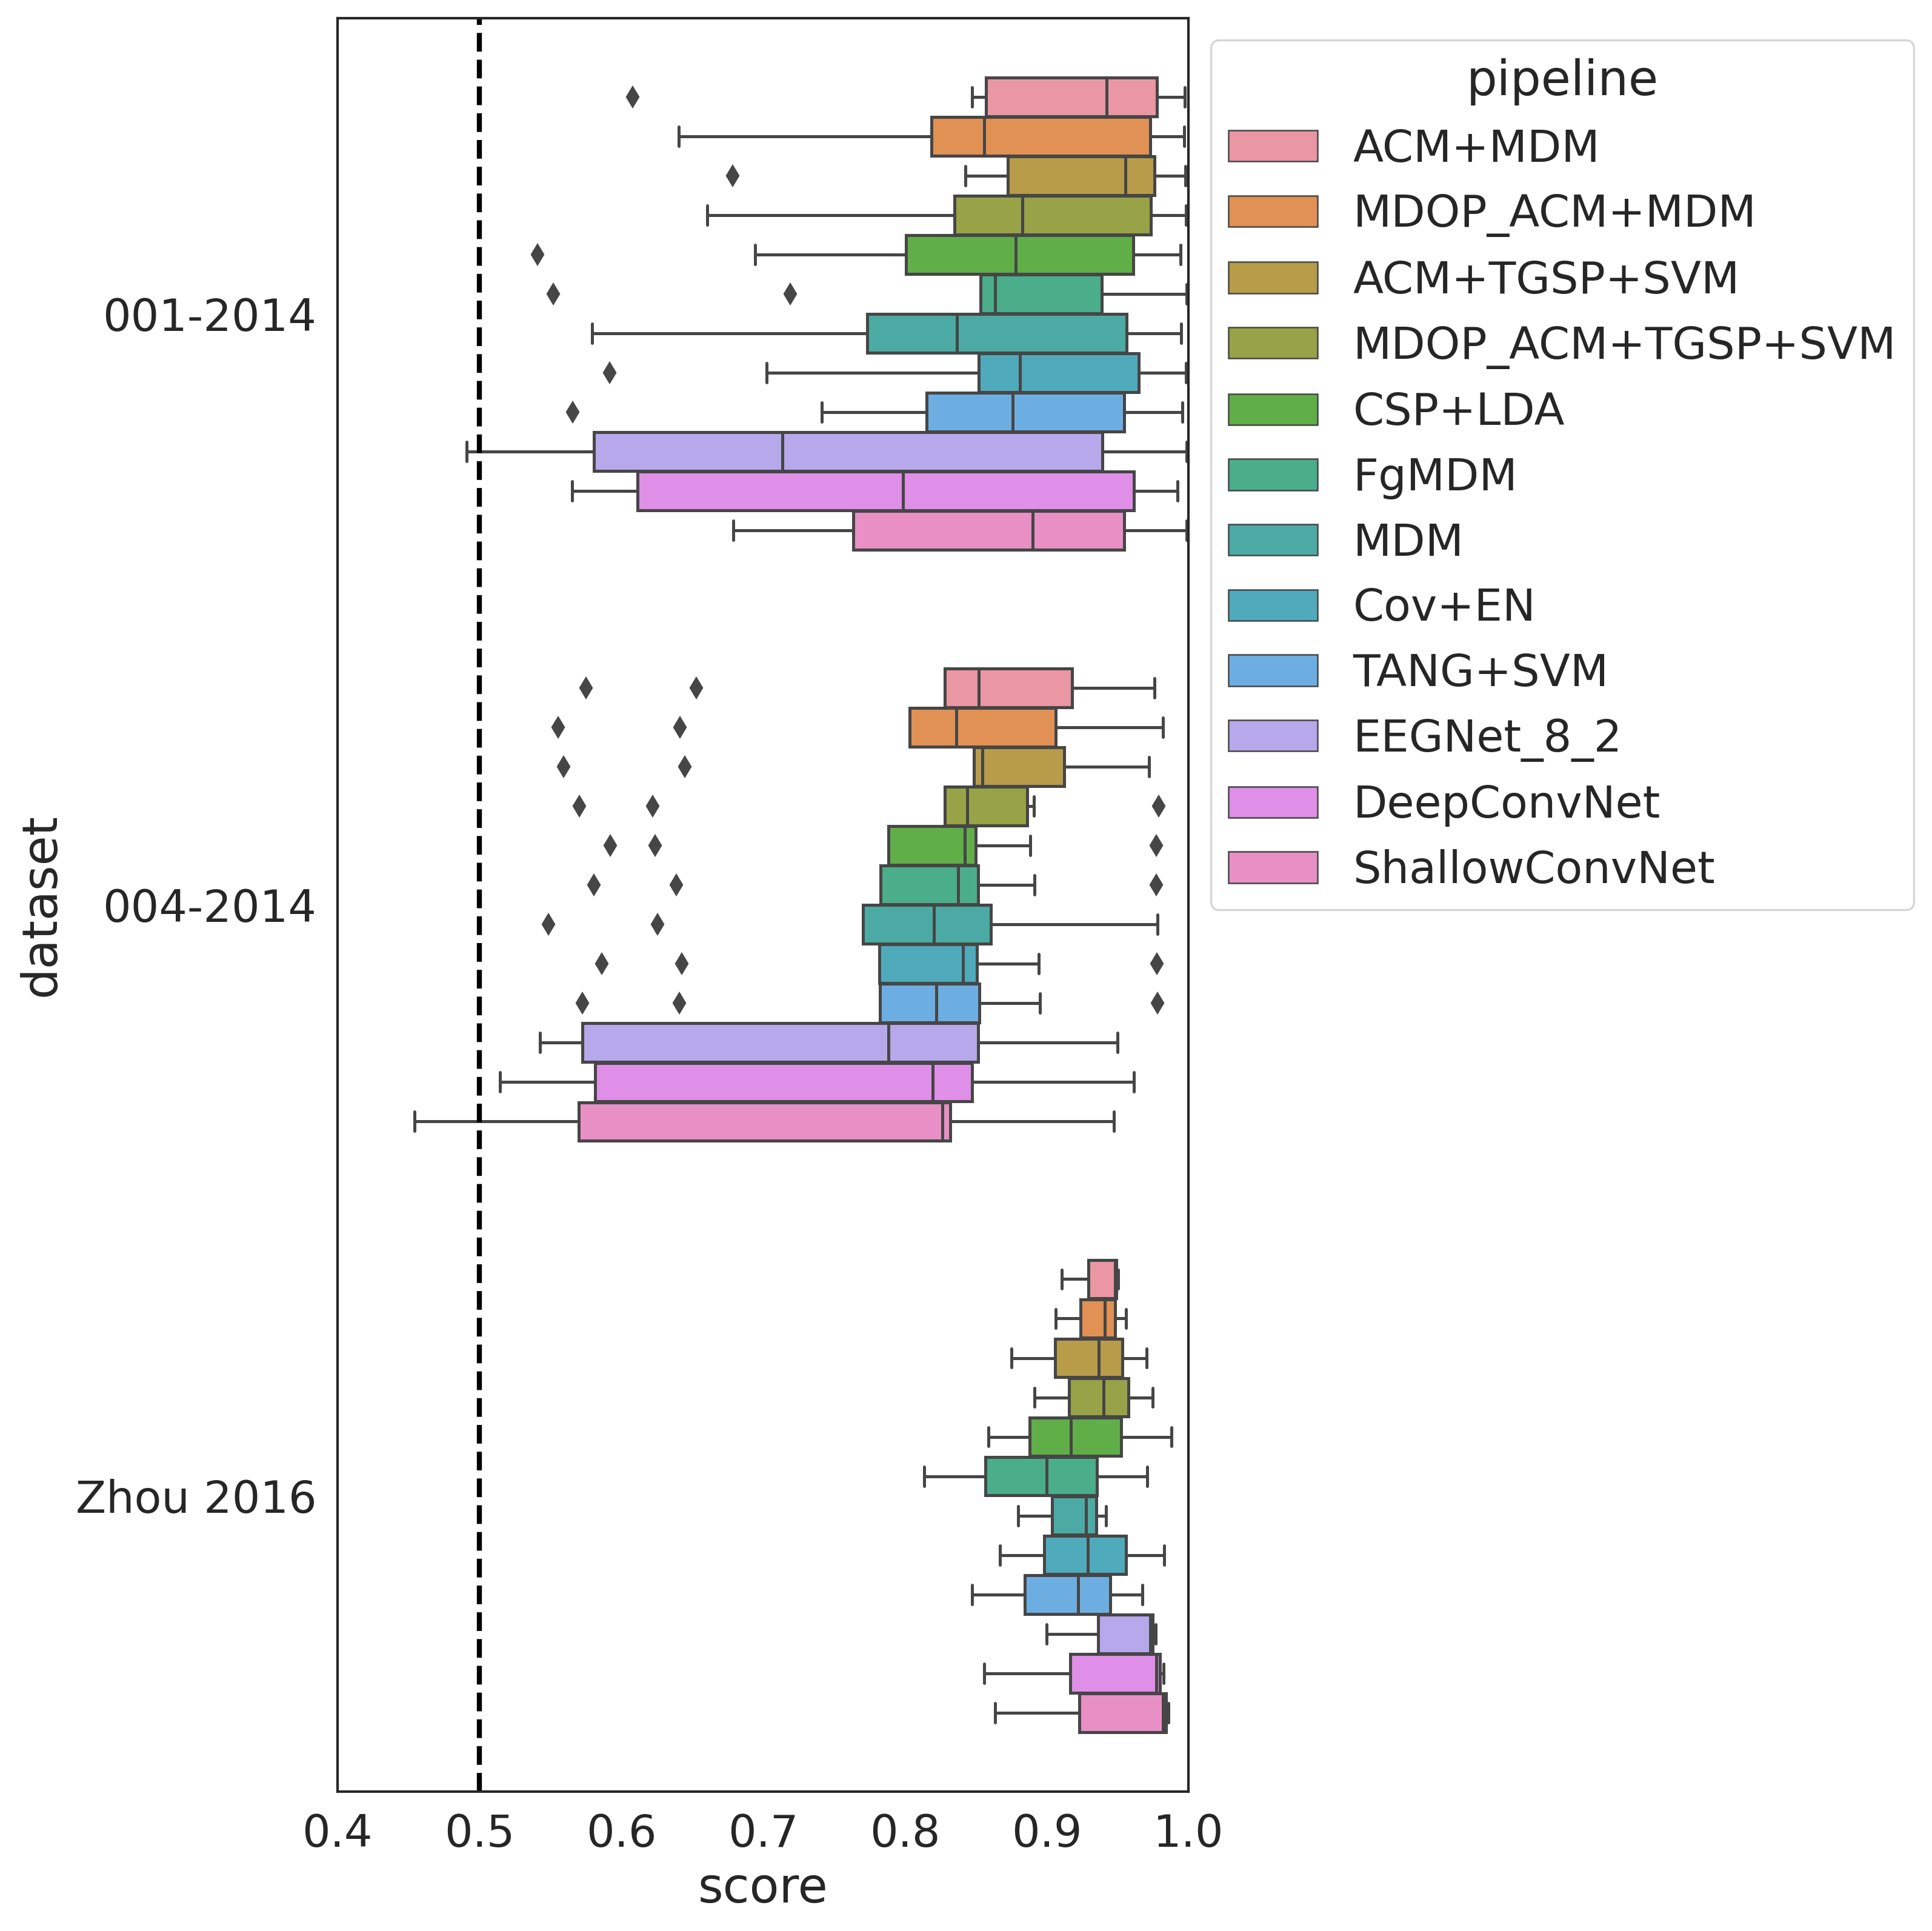 pipeline
ACM+MDM
MDOP_ACM+MDM
ACM+TGSP+SVM
MDOP_ACM+TGSP+SVM
CSP+LDA
FgMDM
MDM
Cov+EN
TANG+SVM
EEGNet_8_2
DeepConvNet
ShallowConvNet
001-2014
004-2014
Zhou 2016
dataset
0.4 0.5 0.6 0.7 0.8 0.9 1.0
score